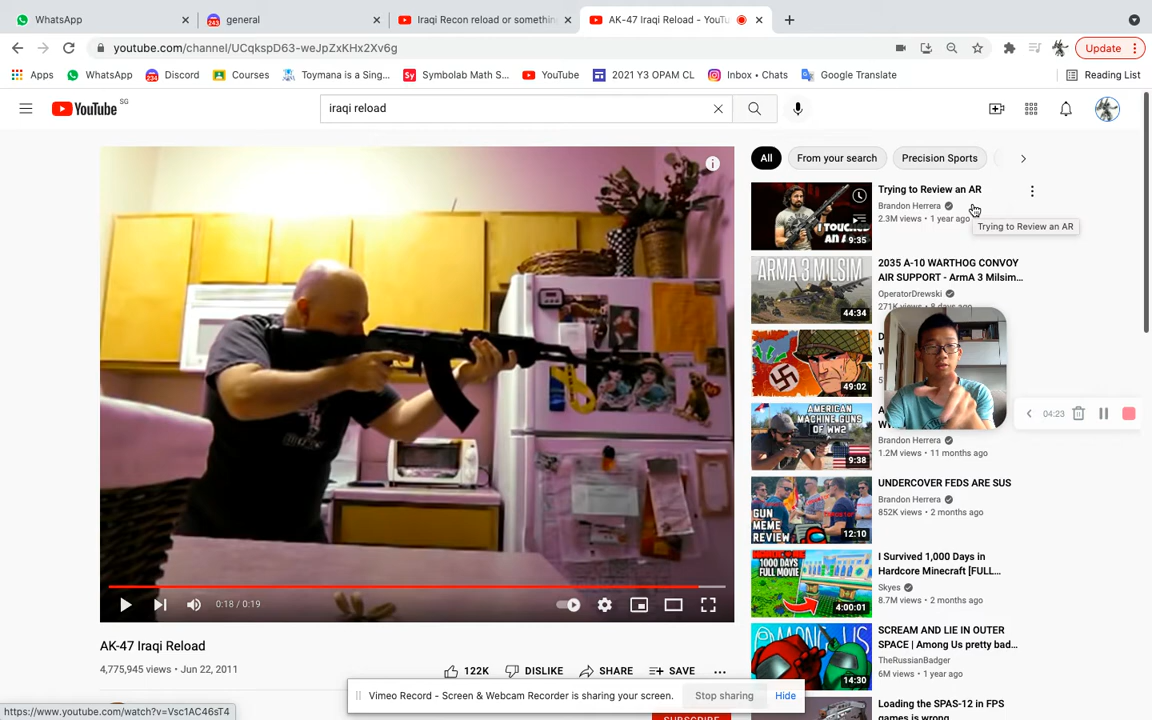 WhatsApp
general
Iraqi Recon reload or somethin
AK-47 Iraqi Reload - YouTu
youtube.com/channel/UCqkspD63-weJpZxKHx2Xv6g
Update
Apps
WhatsApp
Discord
Courses
Toymana is a Sing...
Symbolab Math S...
YouTube
2021 Y3 OPAM CL
Inbox • Chats
Google Translate
Reading List
YouTube SG
iraqi reload
All
From your search
Precision Sports
Trying to Review an AR
Brandon Herrera
2.3M views • 1 year ago
Trying to Review an AR
9:35
2035 A-10 WARTHOG CONVOY
AIR SUPPORT - ArmA 3 Milsim...
OperatorDrewski
271K views • 8 days ago
ARMA 3 MILSIM
44:34
49:02
AMERICAN
MACHINE GUNS
OF WW2
Brandon Herrera
1.2M views • 11 months ago
9:38
UNDERCOVER FEDS ARE SUS
Brandon Herrera
852K views • 2 months ago
GUN
MEME
REVIEW
12:10
I Survived 1,000 Days in
Hardcore Minecraft [FULL...
Skyes
8.7M views • 2 months ago
1000 DAYS
FULL MOVIE
4:00:01
SCREAM AND LIE IN OUTER
SPACE | Among Us pretty bad...
TheRussianBadger
6M views • 1 year ago
14:30
Loading the SPAS-12 in FPS
games is wrong
04:23
0:18 / 0:19
AK-47 Iraqi Reload
4,775,945 views • Jun 22, 2011
122K
DISLIKE
SHARE
SAVE
Vimeo Record - Screen & Webcam Recorder is sharing your screen.
Stop sharing
Hide
SUBSCRIBE
https://www.youtube.com/watch?v=Vsc1AC46sT4